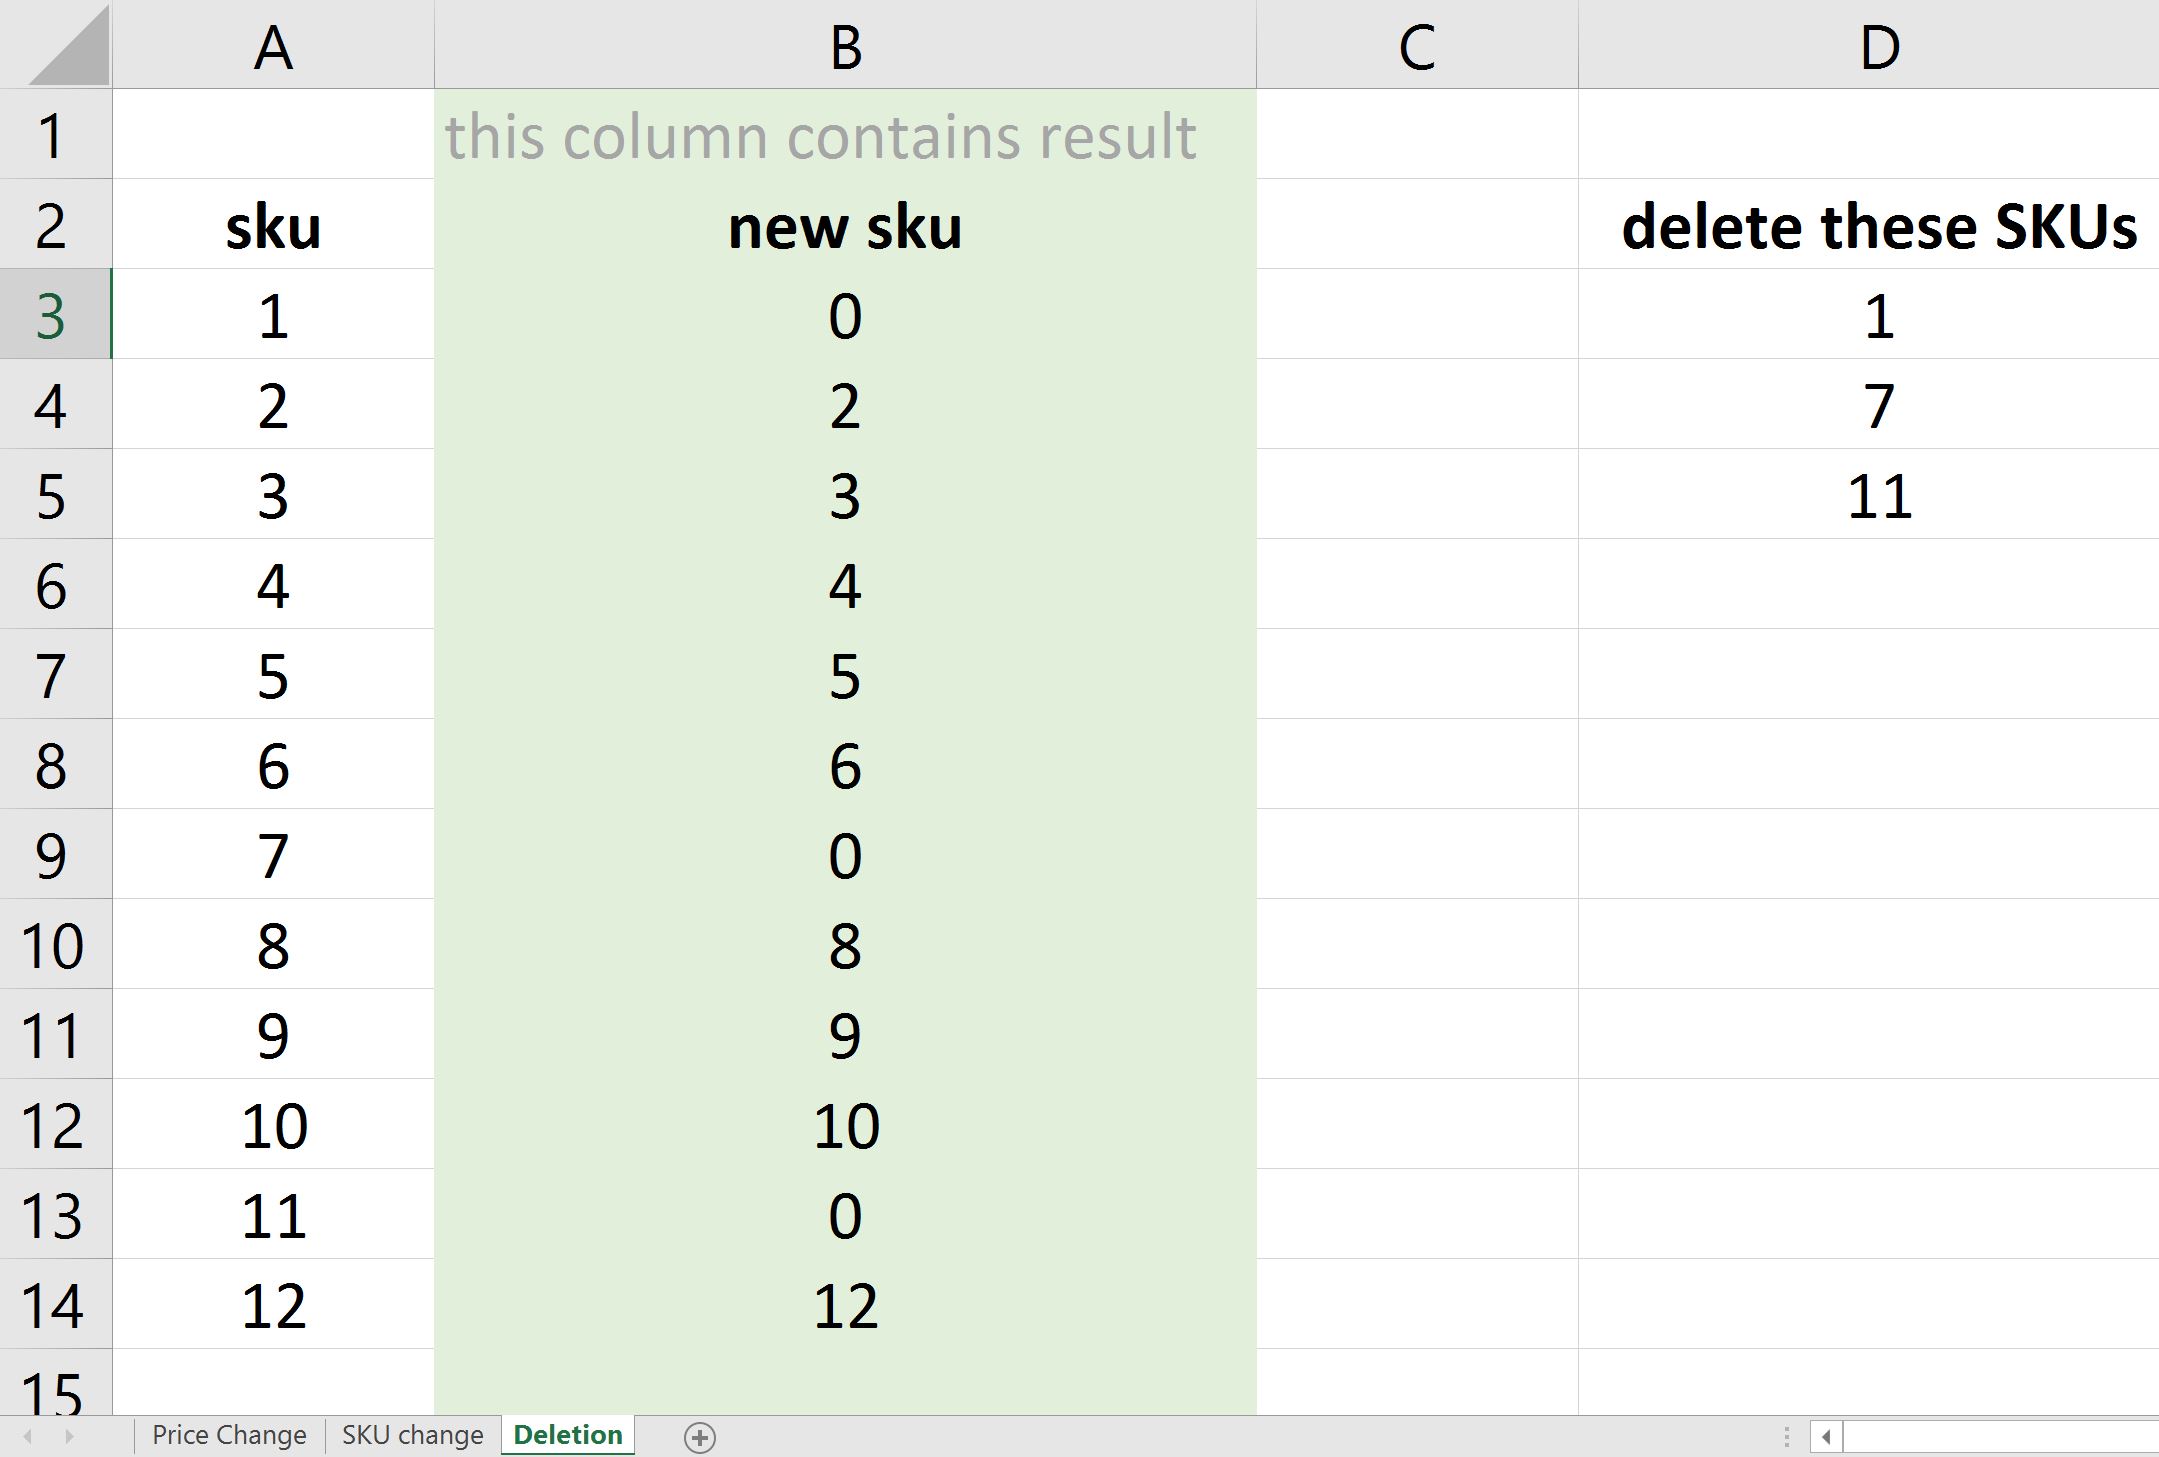 A B C D
1 this column contains result
2 sku new sku delete these SKUs
3 1 0 1
4 2 2 7
5 3 3 11
6 4 4
7 5 5
8 6 6
9 7 0
10 8 8
11 9 9
12 10 10
13 11 0
14 12 12
15
Price Change SKU change Deletion